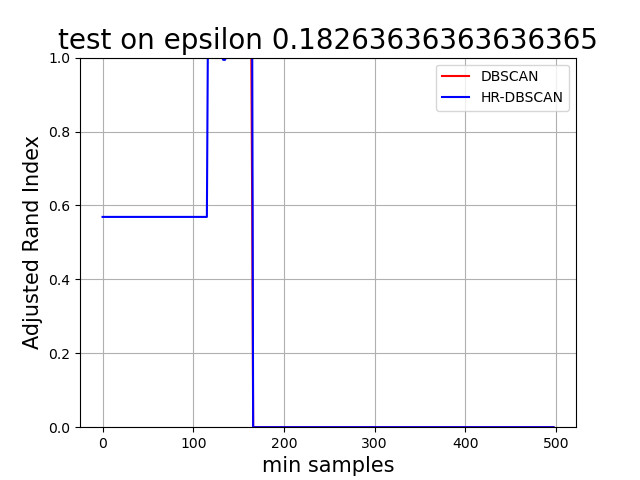 test on epsilon 0.18263636363636365
1.0
DBSCAN
HR-DBSCAN
0.8
0.6
0.4
0.2
0.0
Adjusted Rand Index
0 100 200 300 400 500
min samples